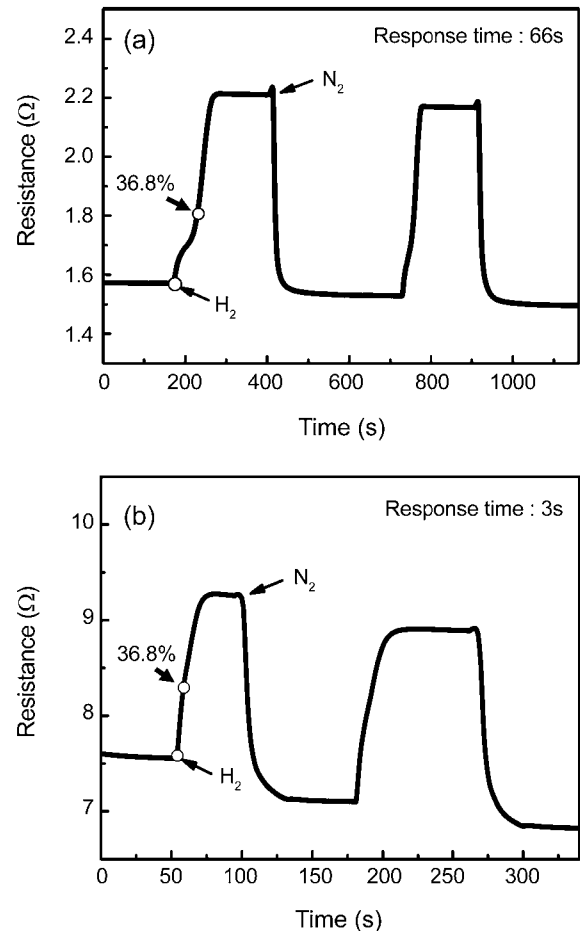 (a)
Response time : 66s
2.4
2.2
2.0
1.8
1.6
1.4
Resistance (Ω)
N₂
36.8%
H₂
0 200 400 600 800 1000
Time (s)
(b)
Response time : 3s
10
9
8
7
6
Resistance (Ω)
N₂
36.8%
H₂
0 50 100 150 200 250 300
Time (s)